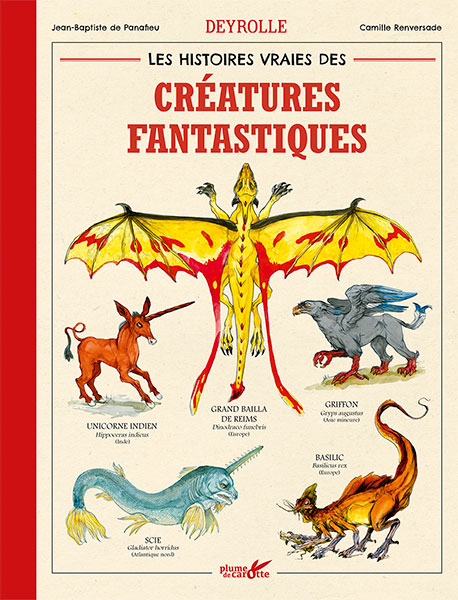 Jean-Baptiste de Panafieu
DEYROLLE
Camille Renversade
LES HISTOIRES VRAIES DES
CRÉATURES
FANTASTIQUES
UNICORNE INDIEN
Hippoceras indicus
(Inde)
GRAND BAILLA
DE REIMS
Dinodraco funebris
(Europe)
GRIFFON
Gryps augustus
(Asie mineure)
SCIE
Gladiator horridus
(Atlantique nord)
BASILIC
Basilicus rex
(Europe)
plume
de carotte